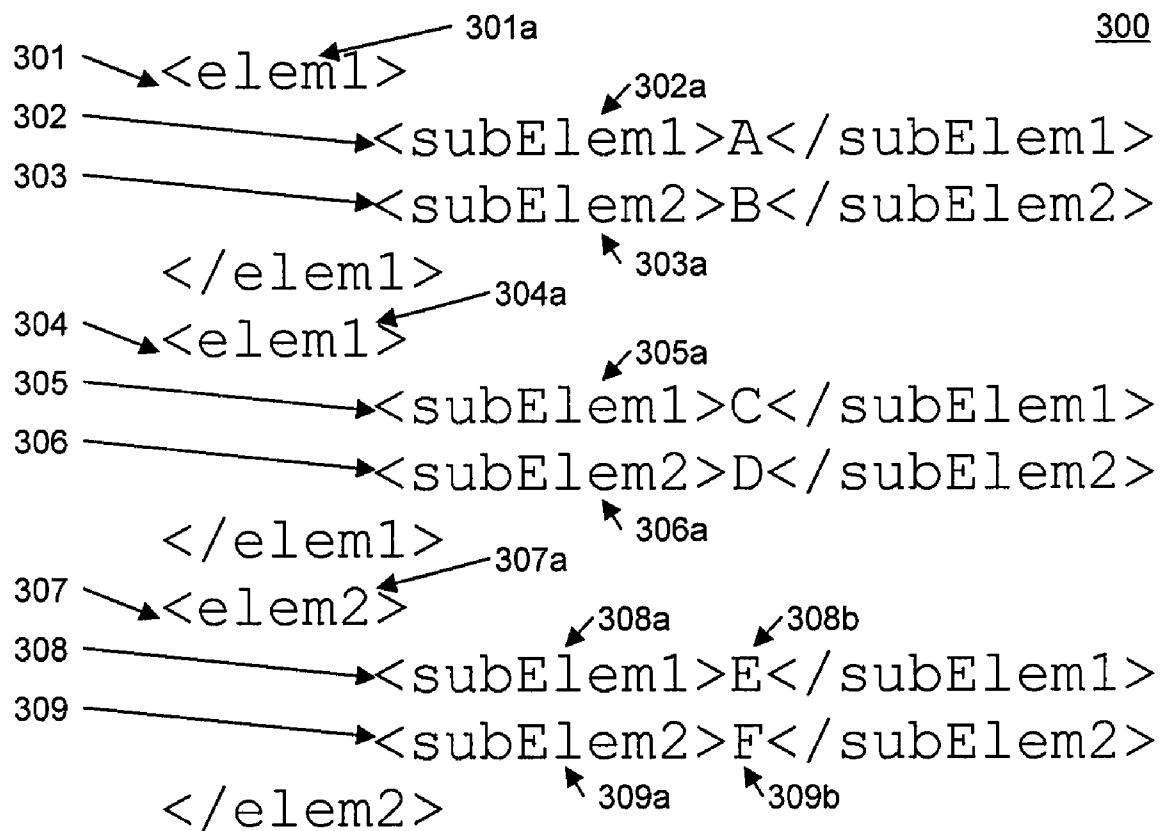 301a 300
301 <elem1>
302a
302 <subElem1>A</subElem1>
303 <subElem2>B</subElem2>
303a
</elem1>
304a
304 <elem1>
305a
305 <subElem1>C</subElem1>
306 <subElem2>D</subElem2>
306a
</elem1>
307a
307 <elem2>
308a 308b
308 <subElem1>E</subElem1>
309 <subElem2>F</subElem2>
309a 309b
</elem2>